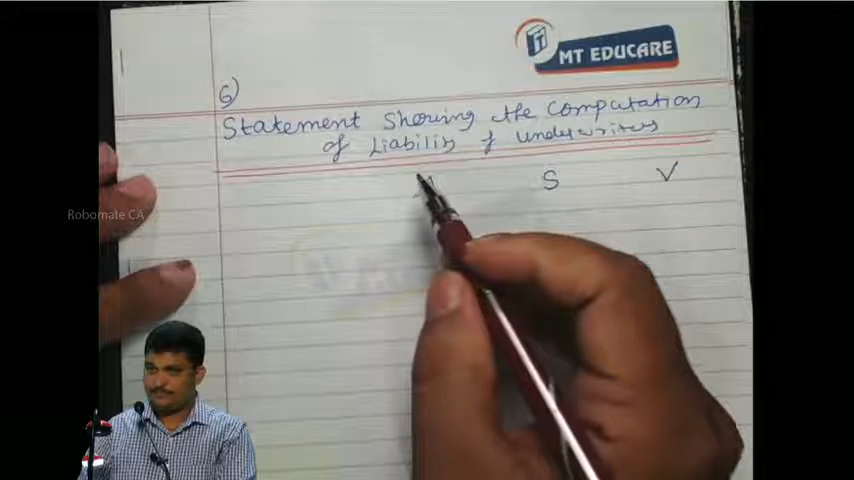 MT EDUCARE
6)
Statement Showing the Computation
of Liability of underwriters
S V
Robomate CA